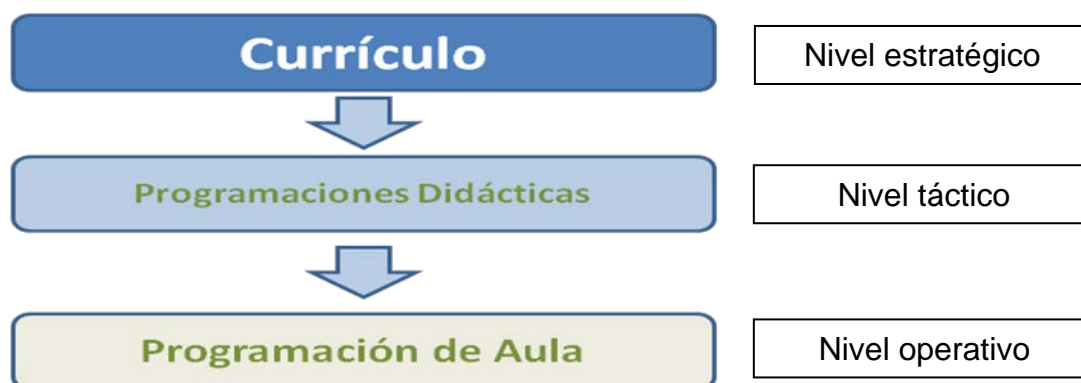 Currículo
Nivel estratégico
Programaciones Didácticas
Nivel táctico
Programación de Aula
Nivel operativo